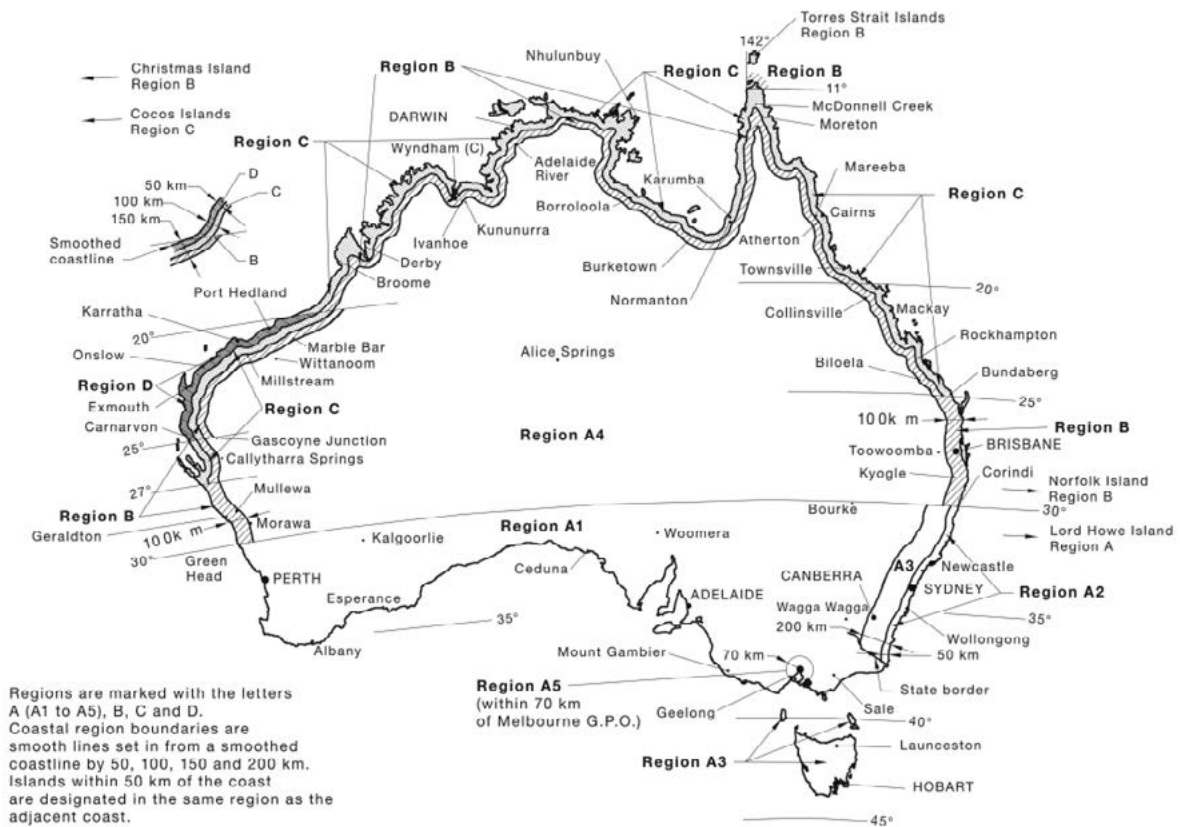 Torres Strait Islands
Region B
142°
Nhulunbuy
Region B
Region C
Region B
11°
Christmas Island
Region B
McDonnell Creek
Cocos Islands
Region C
DARWIN
Moreton
Region C
Wyndham (C)
Adelaide
River
Karumba
Mareeba
D
50 km
C
100 km
150 km
Region C
Borroloola
Cairns
Smoothed
coastline
B
Ivanhoe
Kununurra
Atherton
Derby
Burketown
Townsville
Broome
Port Hedland
Normanton
20°
Collinsville
Mackay
Karratha
20°
Rockhampton
Marble Bar
Onslow
Wittanoom
Alice Springs
Biloela
Millstream
Bundaberg
Region D
Exmouth
Region C
25°
Carnarvon
100k m
Region B
25°
Gascoyne Junction
Region A4
Toowoomba
BRISBANE
Callytharra Springs
Kyogle
Corindi
27°
Mullewa
Norfolk Island
Region B
Region B
Geraldton
100k m
Morawa
Bourke
30°
Region A1
Woomera
Lord Howe Island
Region A
30°
Green
Head
Kalgoorlie
Ceduna
A3
Newcastle
PERTH
CANBERRA
SYDNEY
Region A2
Esperance
ADELAIDE
Wagga Wagga
35°
35°
200 km
Wollongong
Albany
Mount Gambier
70 km
50 km
Region A5
(within 70 km
of Melbourne G.P.O.)
State border
Geelong
Sale
40°
Launceston
Region A3
HOBART
45°
Regions are marked with the letters
A (A1 to A5), B, C and D.
Coastal region boundaries are
smooth lines set in from a smoothed
coastline by 50, 100, 150 and 200 km.
Islands within 50 km of the coast
are designated in the same region as the
adjacent coast.